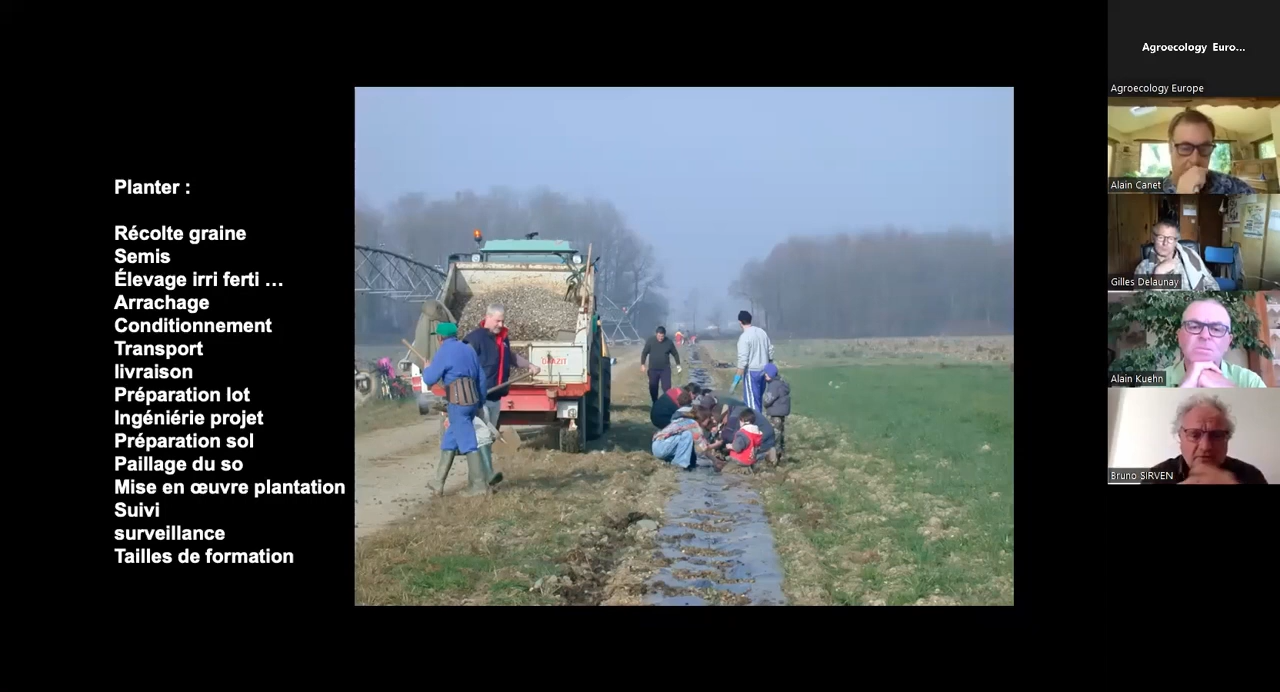 Planter :
Récolte graine
Semis
Élevage irri ferti ...
Arrachage
Conditionnement
Transport
livraison
Préparation lot
Ingéniérie projet
Préparation sol
Paillage du so
Mise en œuvre plantation
Suivi
surveillance
Tailles de formation
Agroecology Euro...
Agroecology Europe
Alain Canet
Gilles Delaunay
Alain Kuehn
Bruno SIRVEN